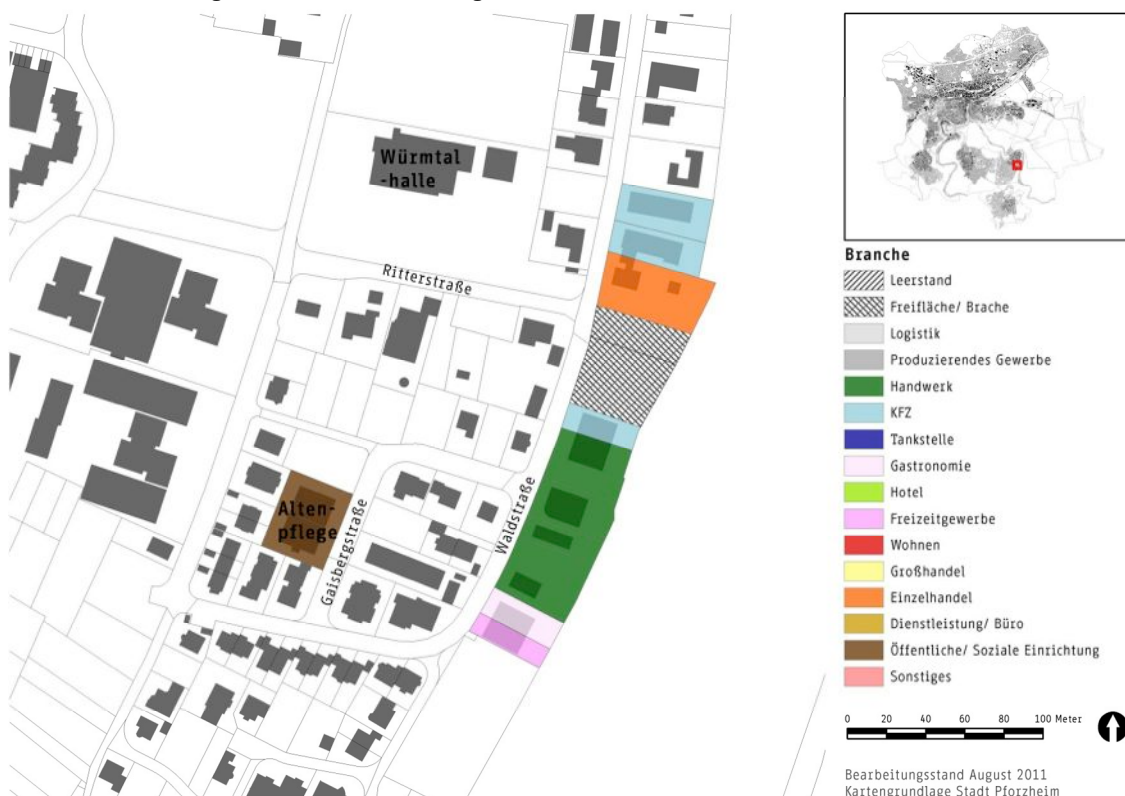 Würmtal
-halle
Ritterstraße
Alten-
pflege
Gaisbergstraße
Waldstraße
Branche
Leerstand
Freifläche/ Brache
Logistik
Produzierendes Gewerbe
Handwerk
KFZ
Tankstelle
Gastronomie
Hotel
Freizeitgewerbe
Wohnen
Großhandel
Einzelhandel
Dienstleistung/ Büro
Öffentliche/ Soziale Einrichtung
Sonstiges
0 20 40 60 80 100 Meter
Bearbeitungsstand August 2011
Kartengrundlage Stadt Pforzheim